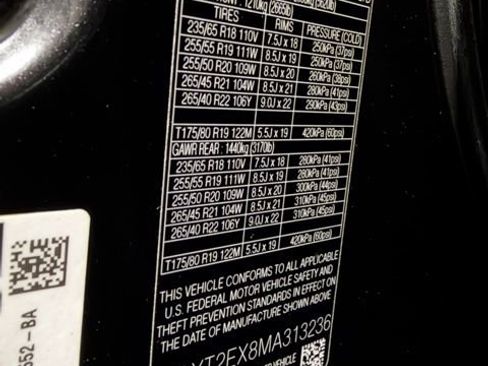 1210kg (2665lb)
TIRES RIMS PRESSURE (COLD)
235/65 R18 110V 7.5J x 18 250kPa (37psi)
255/55 R19 111W 8.5J x 19 250kPa (37psi)
255/50 R20 109W 8.5J x 20 260kPa (38psi)
265/45 R21 104W 8.5J x 21 280kPa (41psi)
265/40 R22 106Y 9.0J x 22 290kPa (43psi)
T175/80 R19 122M 5.5J x 19 420kPa (60psi)
GAWR REAR : 1440kg (3170lb)
235/65 R18 110V 7.5J x 18 280kPa (41psi)
255/55 R19 111W 8.5J x 19 280kPa (41psi)
255/50 R20 109W 8.5J x 20 300kPa (44psi)
265/45 R21 104W 8.5J x 21 310kPa (45psi)
265/40 R22 106Y 9.0J x 22 310kPa (45psi)
T175/80 R19 122M 5.5J x 19 420kPa (60psi)
THIS VEHICLE CONFORMS TO ALL APPLICABLE
U.S. FEDERAL MOTOR VEHICLE SAFETY AND
THEFT PREVENTION STANDARDS IN EFFECT ON
THE DATE OF MANUFACTURE SHOWN ABOVE
YT2EX8MA313236
552-BA